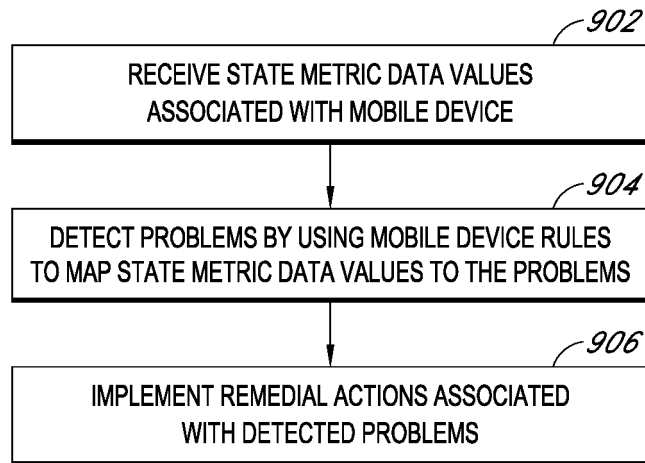 902
RECEIVE STATE METRIC DATA VALUES
ASSOCIATED WITH MOBILE DEVICE
904
DETECT PROBLEMS BY USING MOBILE DEVICE RULES
TO MAP STATE METRIC DATA VALUES TO THE PROBLEMS
906
IMPLEMENT REMEDIAL ACTIONS ASSOCIATED
WITH DETECTED PROBLEMS